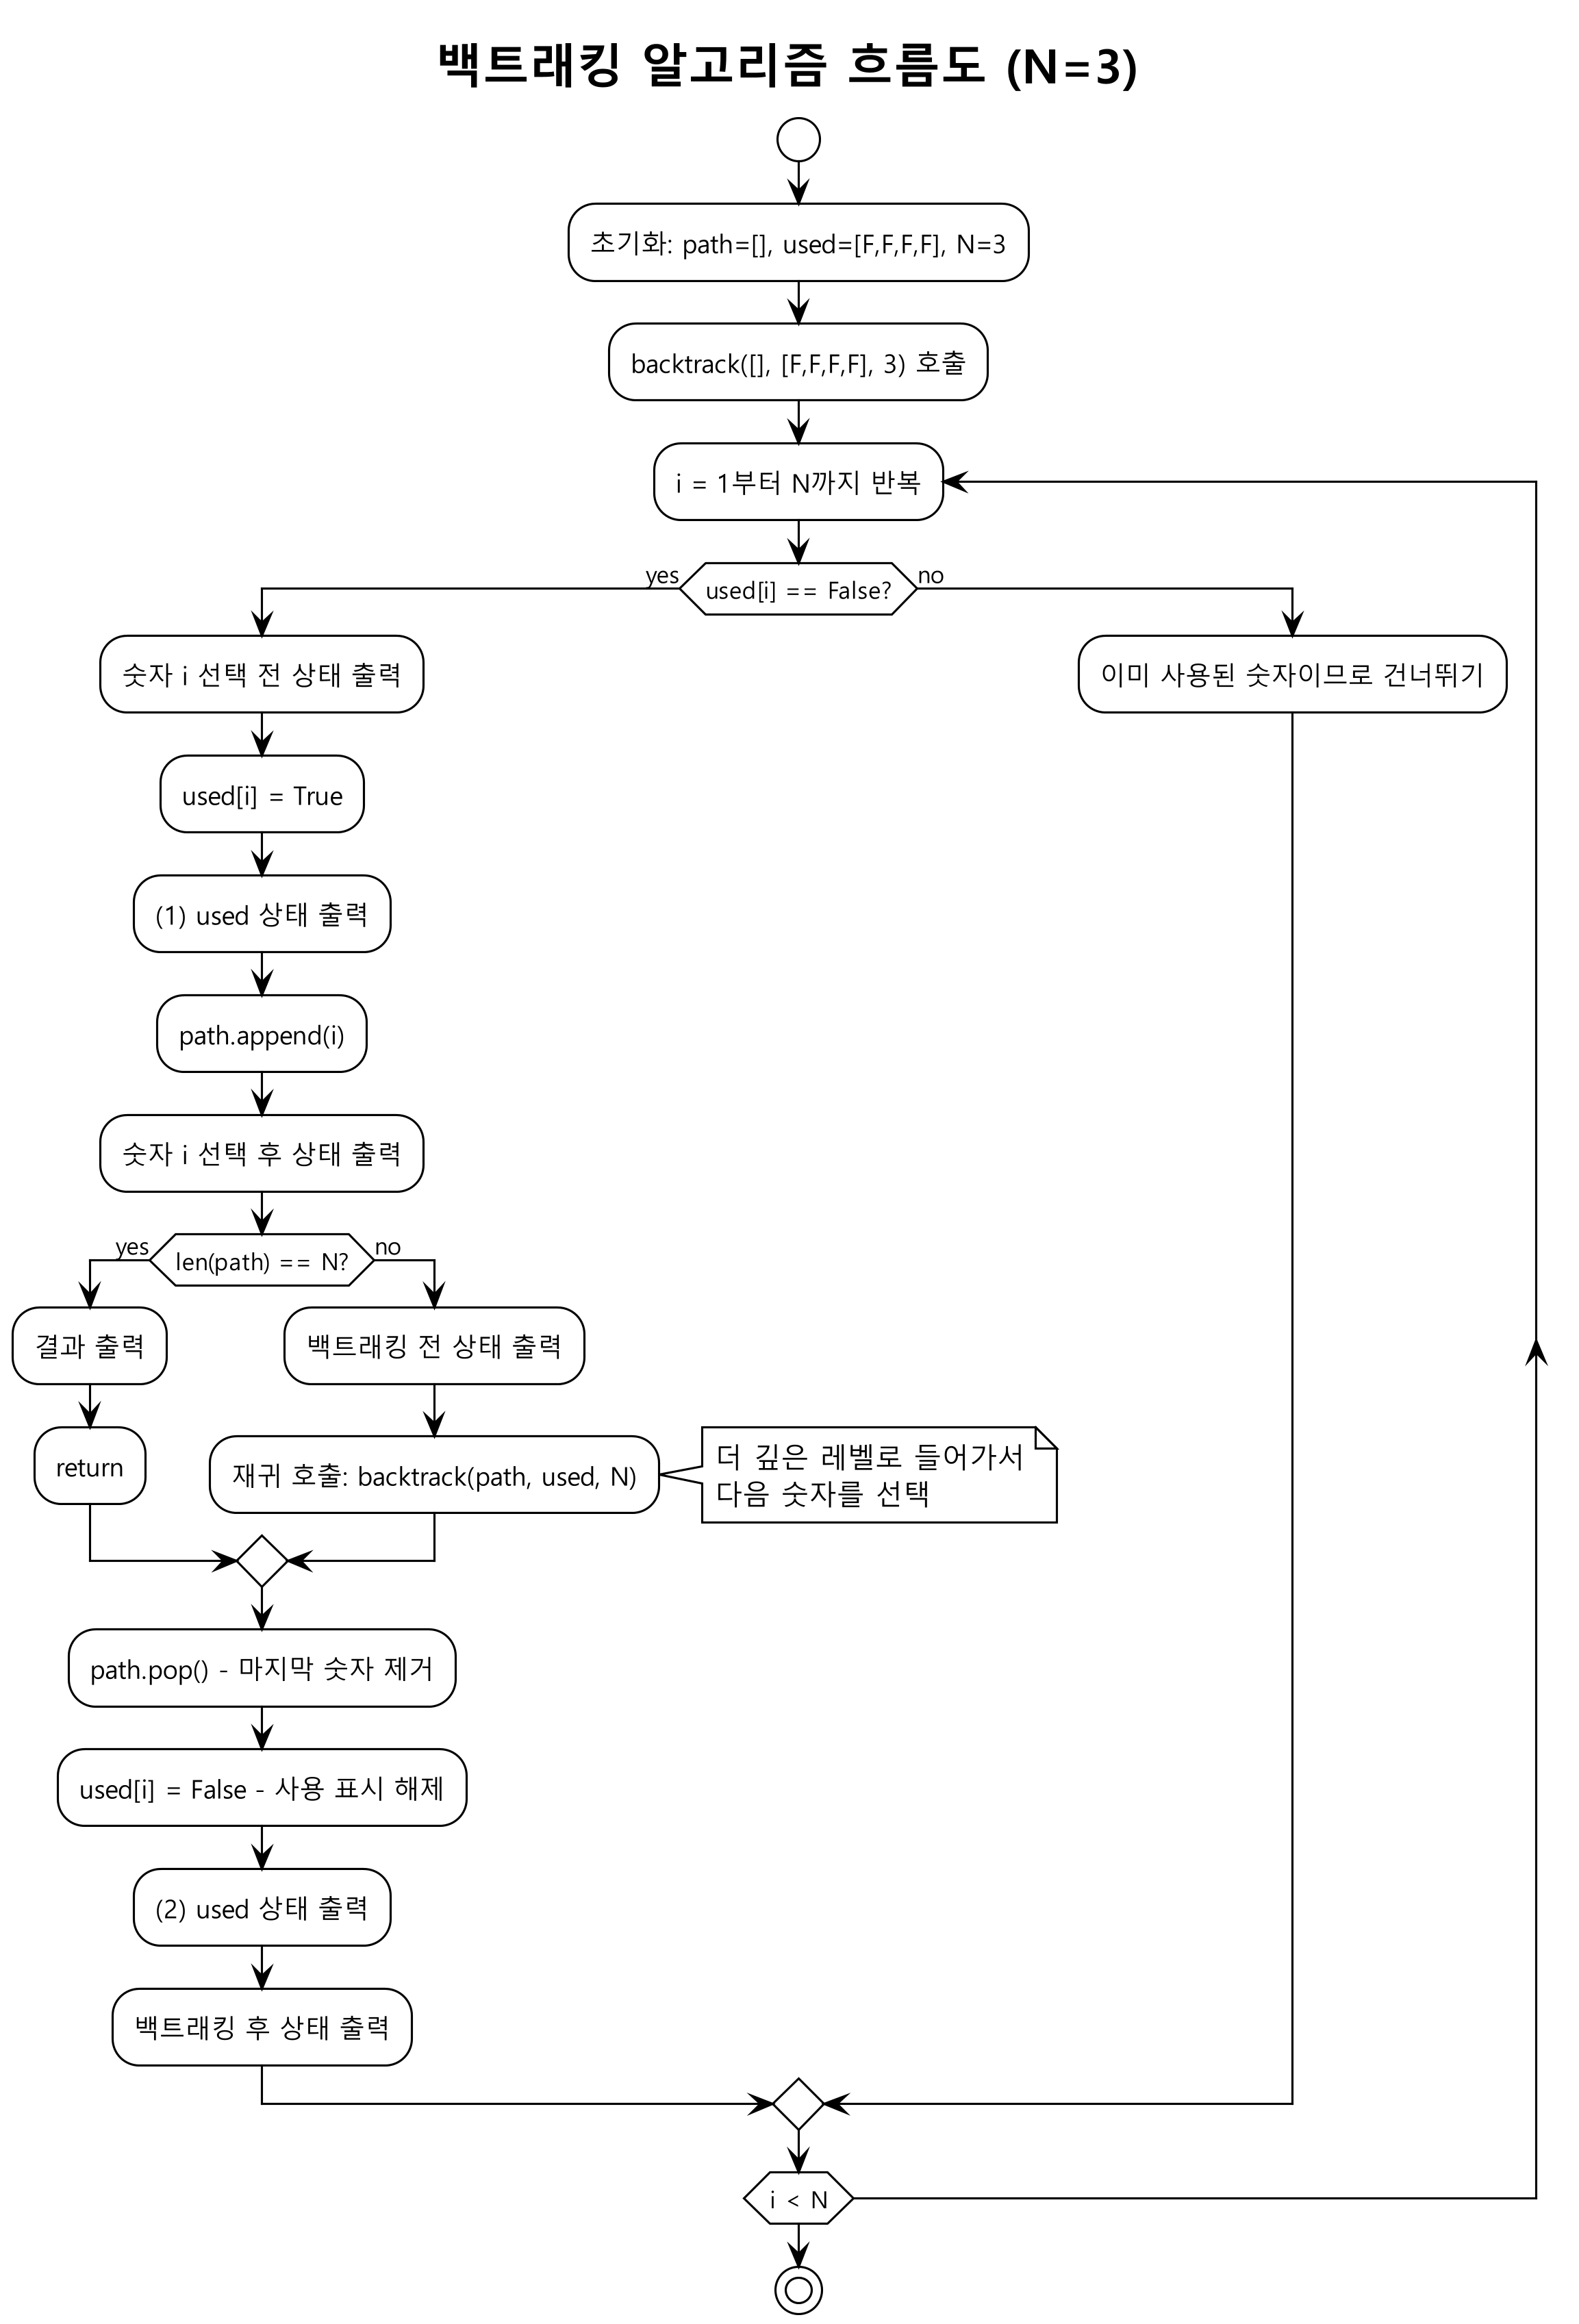 백트래킹 알고리즘 흐름도 (N=3)
초기화: path=[], used=[F,F,F,F], N=3
backtrack([], [F,F,F,F], 3) 호출
i = 1부터 N까지 반복
used[i] == False?
yes
no
숫자 i 선택 전 상태 출력
이미 사용된 숫자이므로 건너뛰기
used[i] = True
(1) used 상태 출력
path.append(i)
숫자 i 선택 후 상태 출력
len(path) == N?
yes
no
결과 출력
return
백트래킹 전 상태 출력
재귀 호출: backtrack(path, used, N)
더 깊은 레벨로 들어가서
다음 숫자를 선택
path.pop() - 마지막 숫자 제거
used[i] = False - 사용 표시 해제
(2) used 상태 출력
백트래킹 후 상태 출력
i < N